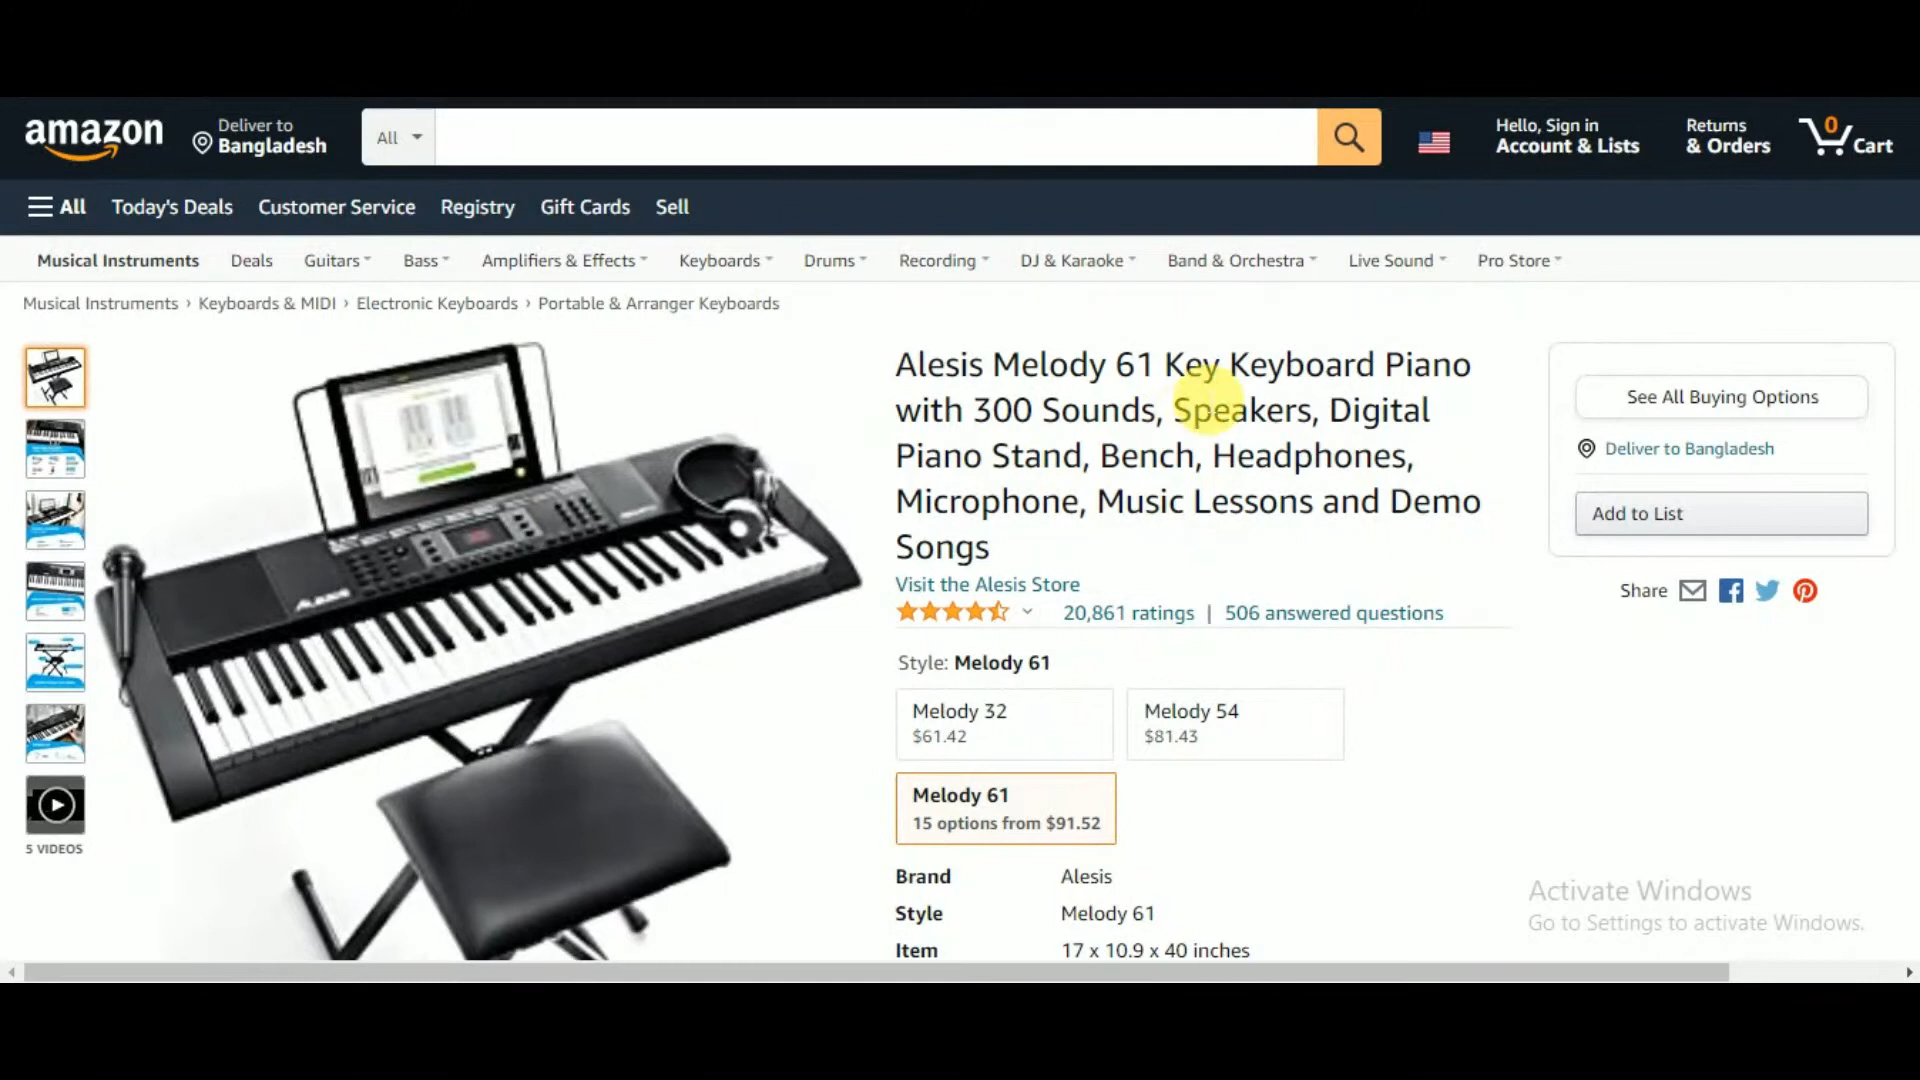 amazon
Deliver to
Bangladesh
All
Hello, Sign in
Account & Lists
Returns
& Orders
0
Cart
All
Today's Deals
Customer Service
Registry
Gift Cards
Sell
Musical Instruments
Deals
Guitars
Bass
Amplifiers & Effects
Keyboards
Drums
Recording
DJ & Karaoke
Band & Orchestra
Live Sound
Pro Store
Musical Instruments › Keyboards & MIDI › Electronic Keyboards › Portable & Arranger Keyboards
ALESIS
5 VIDEOS
Alesis Melody 61 Key Keyboard Piano
with 300 Sounds, Speakers, Digital
Piano Stand, Bench, Headphones,
Microphone, Music Lessons and Demo
Songs
Visit the Alesis Store
20,861 ratings | 506 answered questions
Style: Melody 61
Melody 32
$61.42
Melody 54
$81.43
Melody 61
15 options from $91.52
Brand Alesis
Style Melody 61
Item 17 x 10.9 x 40 inches
See All Buying Options
Deliver to Bangladesh
Add to List
Share
Activate Windows
Go to Settings to activate Windows.